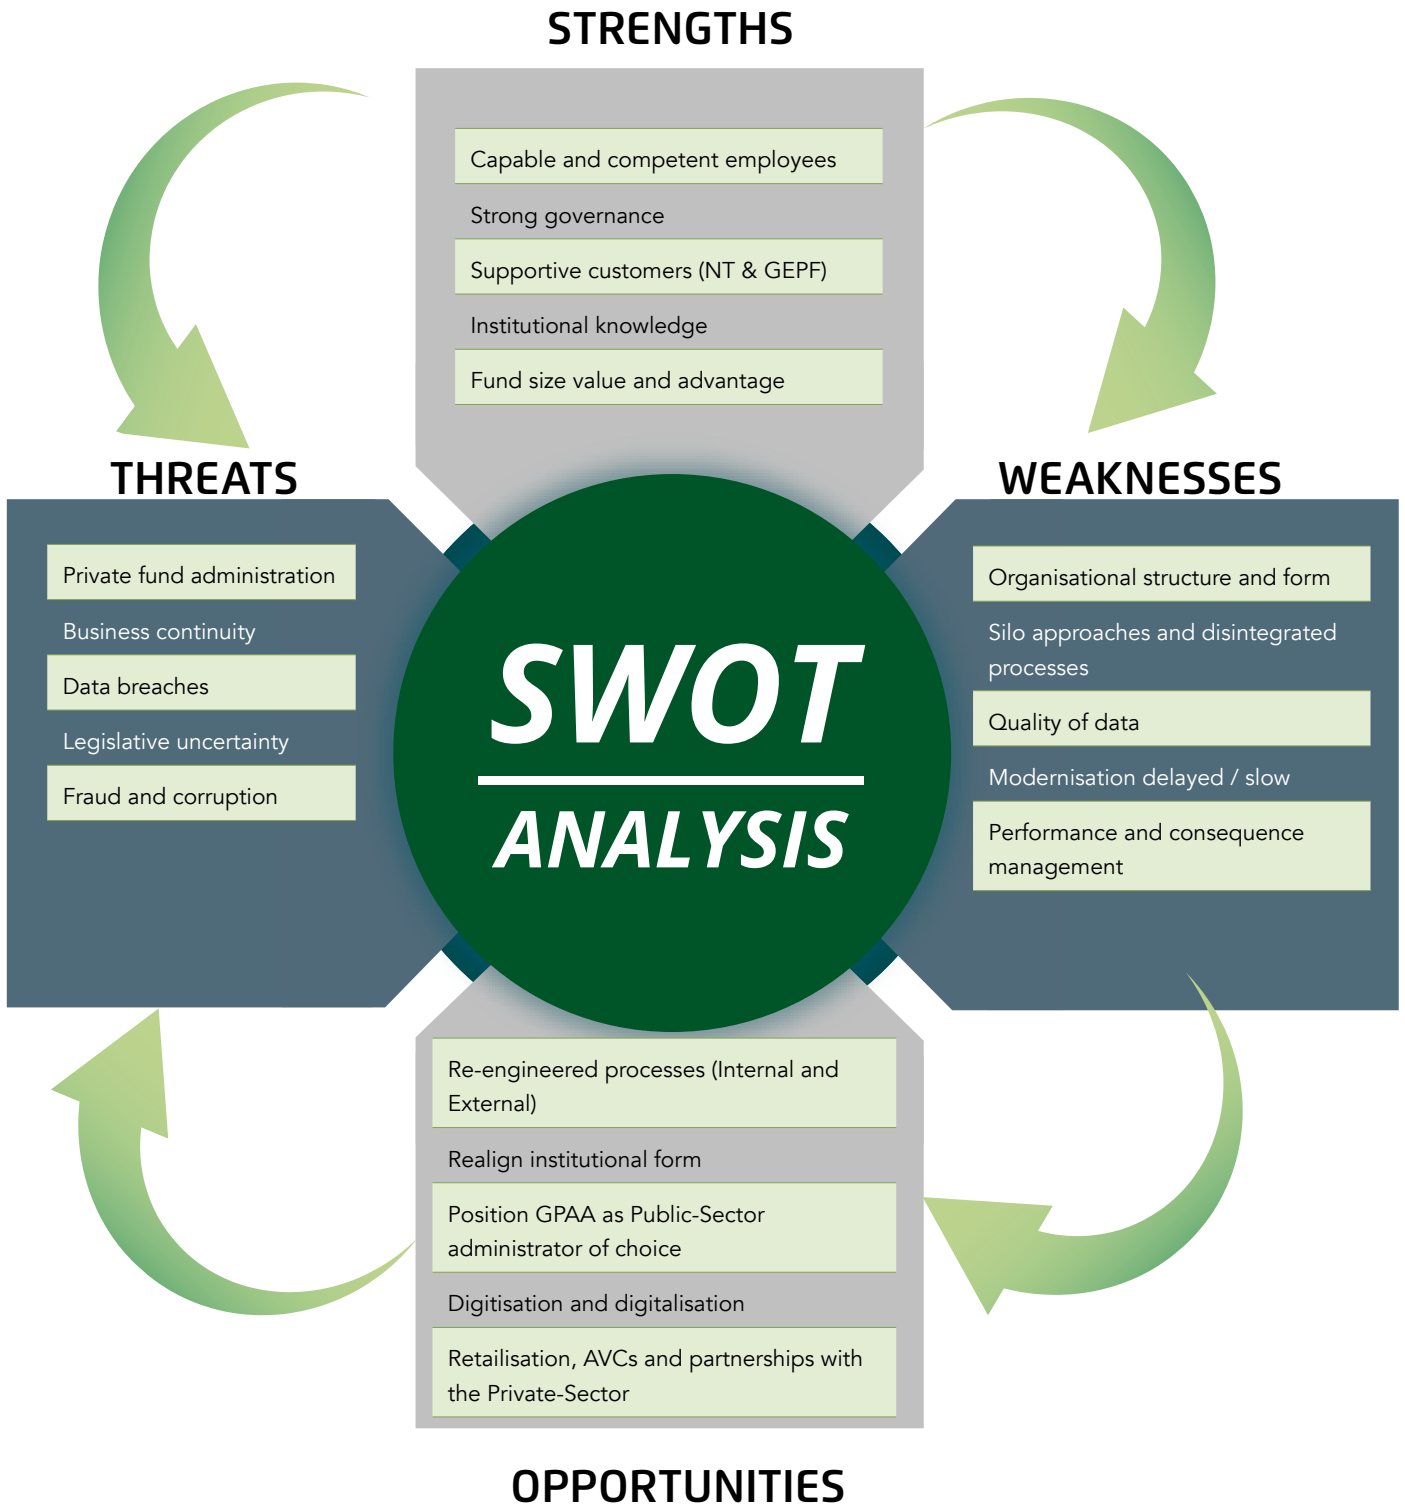 STRENGTHS
Capable and competent employees
Strong governance
Supportive customers (NT & GEPF)
Institutional knowledge
Fund size value and advantage
THREATS
Private fund administration
Business continuity
Data breaches
Legislative uncertainty
Fraud and corruption
SWOT
ANALYSIS
WEAKNESSES
Organisational structure and form
Silo approaches and disintegrated
processes
Quality of data
Modernisation delayed / slow
Performance and consequence
management
Re-engineered processes (Internal and
External)
Realign institutional form
Position GPAA as Public-Sector
administrator of choice
Digitisation and digitalisation
Retailisation, AVCs and partnerships with
the Private-Sector
OPPORTUNITIES